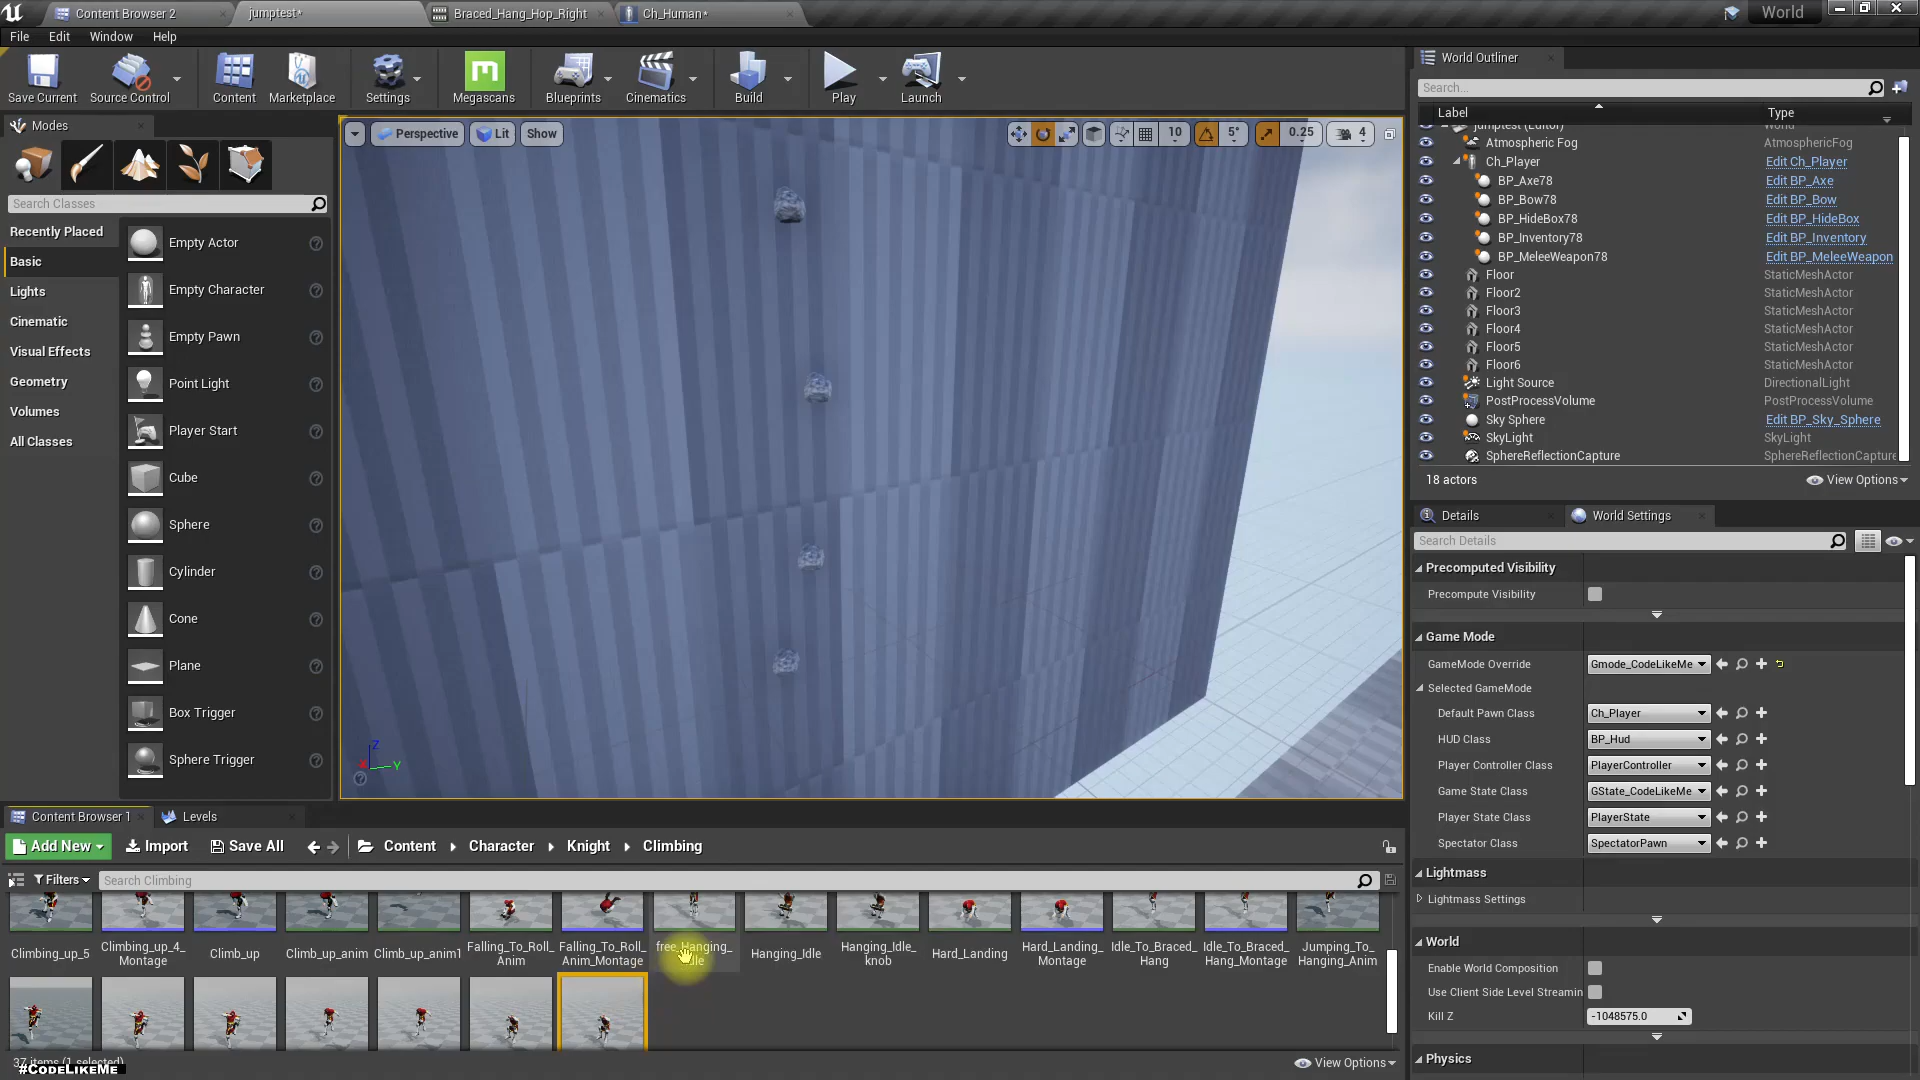 Content Browser 2
jumptest*
Braced_Hang_Hop_Right
Ch_Human*
World
File Edit Window Help
Save Current
Source Control
Content
Marketplace
Settings
Megascans
Blueprints
Cinematics
Build
Play
Launch
Modes
Search Classes
Recently Placed
Basic
Lights
Cinematic
Visual Effects
Geometry
Volumes
All Classes
Empty Actor
Empty Character
Empty Pawn
Point Light
Player Start
Cube
Sphere
Cylinder
Cone
Plane
Box Trigger
Sphere Trigger
Perspective
Lit
Show
10
5°
0.25
4
Z
X
Y
World Outliner
Search...
Label Type
jumptest (Editor) World
Atmospheric Fog AtmosphericFog
Ch_Player Edit Ch_Player
BP_Axe78 Edit BP_Axe
BP_Bow78 Edit BP_Bow
BP_HideBox78 Edit BP_HideBox
BP_Inventory78 Edit BP_Inventory
BP_MeleeWeapon78 Edit BP_MeleeWeapon
Floor StaticMeshActor
Floor2 StaticMeshActor
Floor3 StaticMeshActor
Floor4 StaticMeshActor
Floor5 StaticMeshActor
Floor6 StaticMeshActor
Light Source DirectionalLight
PostProcessVolume PostProcessVolume
Sky Sphere Edit BP_Sky_Sphere
SkyLight SkyLight
SphereReflectionCapture SphereReflectionCapture
18 actors
View Options
Details
World Settings
Search Details
Precomputed Visibility
Precompute Visibility
Game Mode
GameMode Override Gmode_CodeLikeMe
Selected GameMode
Default Pawn Class Ch_Player
HUD Class BP_Hud
Player Controller Class PlayerController
Game State Class GState_CodeLikeMe
Player State Class PlayerState
Spectator Class SpectatorPawn
Lightmass
Lightmass Settings
World
Enable World Composition
Use Client Side Level Streamin
Kill Z -1048575.0
Physics
Content Browser 1
Levels
Add New
Import
Save All
Content
Character
Knight
Climbing
Filters
Search Climbing
Climbing_up_5
Climbing_up_4_
Montage
Climb_up
Climb_up_anim
Climb_up_anim1
Falling_To_Roll_
Anim
Falling_To_Roll_
Anim_Montage
free_Hanging_
Idle
Hanging_Idle
Hanging_Idle_
knob
Hard_Landing
Hard_Landing_
Montage
Idle_To_Braced_
Hang
Idle_To_Braced_
Hang_Montage
Jumping_To_
Hanging_Anim
37 items (1 selected)
View Options
#CodeLikeMe